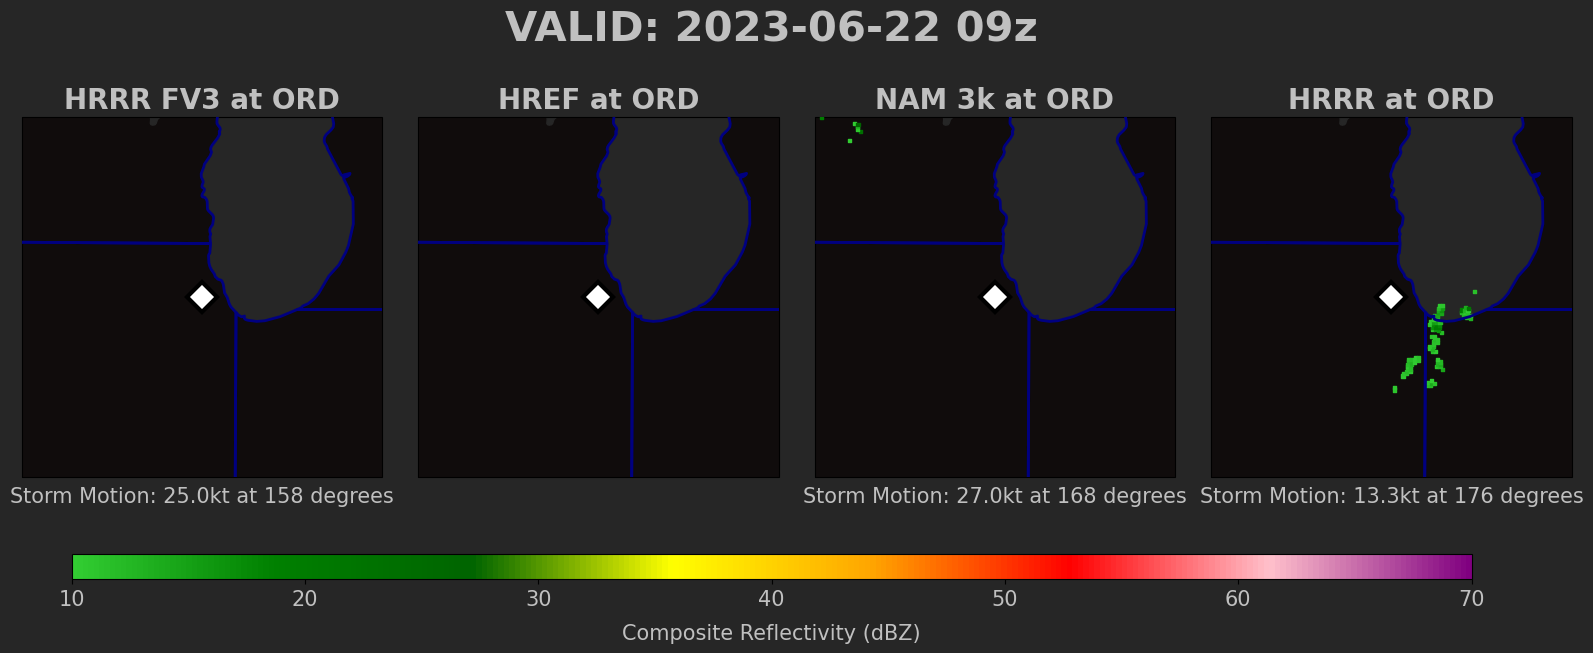 VALID: 2023-06-22 09z
HRRR FV3 at ORD
HREF at ORD
NAM 3k at ORD
HRRR at ORD
Storm Motion: 25.0kt at 158 degrees
Storm Motion: 27.0kt at 168 degrees
Storm Motion: 13.3kt at 176 degrees
10 20 30 40 50 60 70
Composite Reflectivity (dBZ)